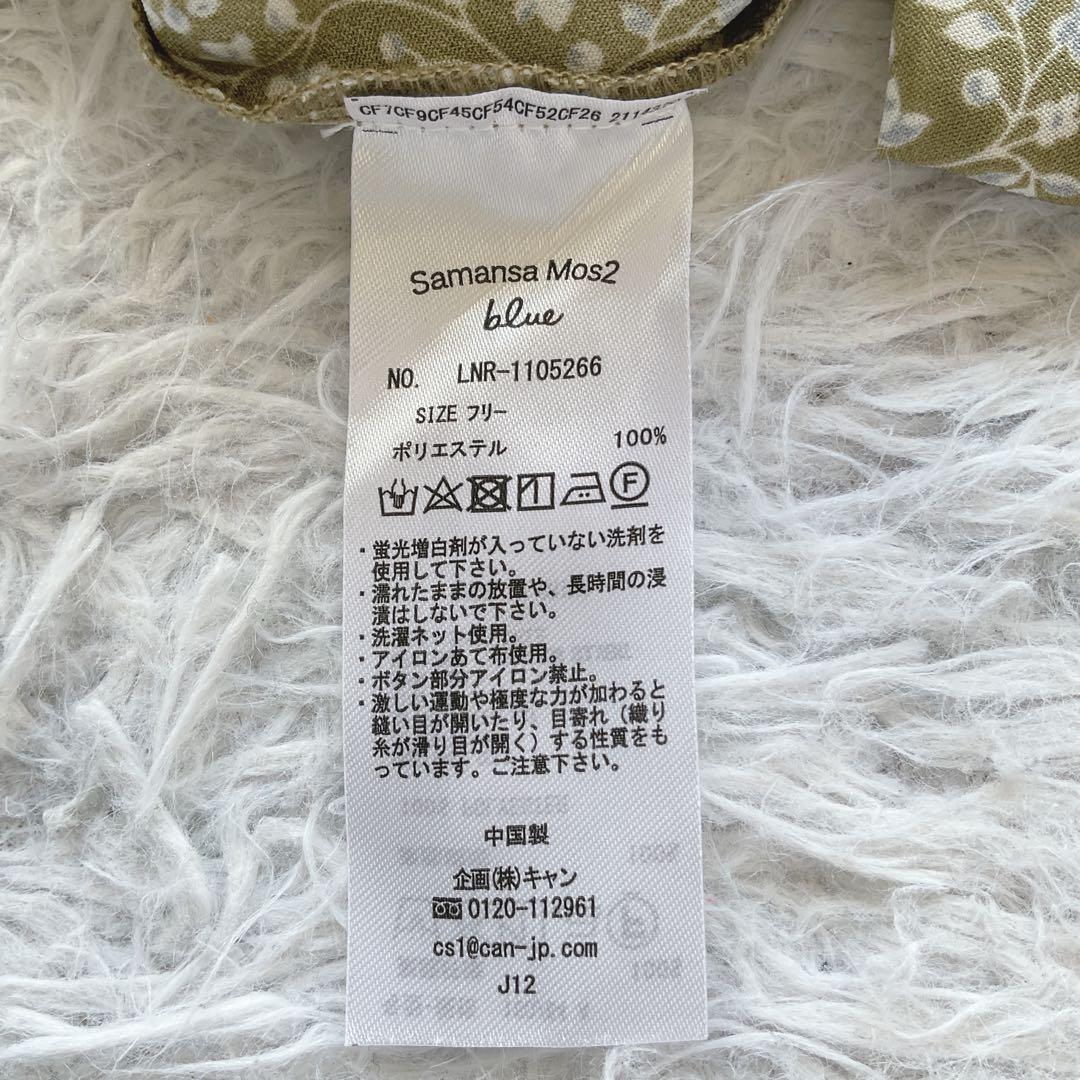 CF7CF9CF45CF54CF52CF26
Samansa Mos2
blue
NO. LNR-1105266
SIZE フリー
ポリエステル 100%
F
・蛍光増白剤が入っていない洗剤を
使用して下さい。
・濡れたままの放置や、長時間の浸
漬はしないで下さい。
・洗濯ネット使用。
・アイロンあて布使用。
・ボタン部分アイロン禁止。
・激しい運動や極度な力が加わると
縫い目が開いたり、目寄れ(織り
糸が滑り目が開く)する性質をも
っています。ご注意下さい。
中国製
企画(株)キャン
0120-112961
cs1@can-jp.com
J12